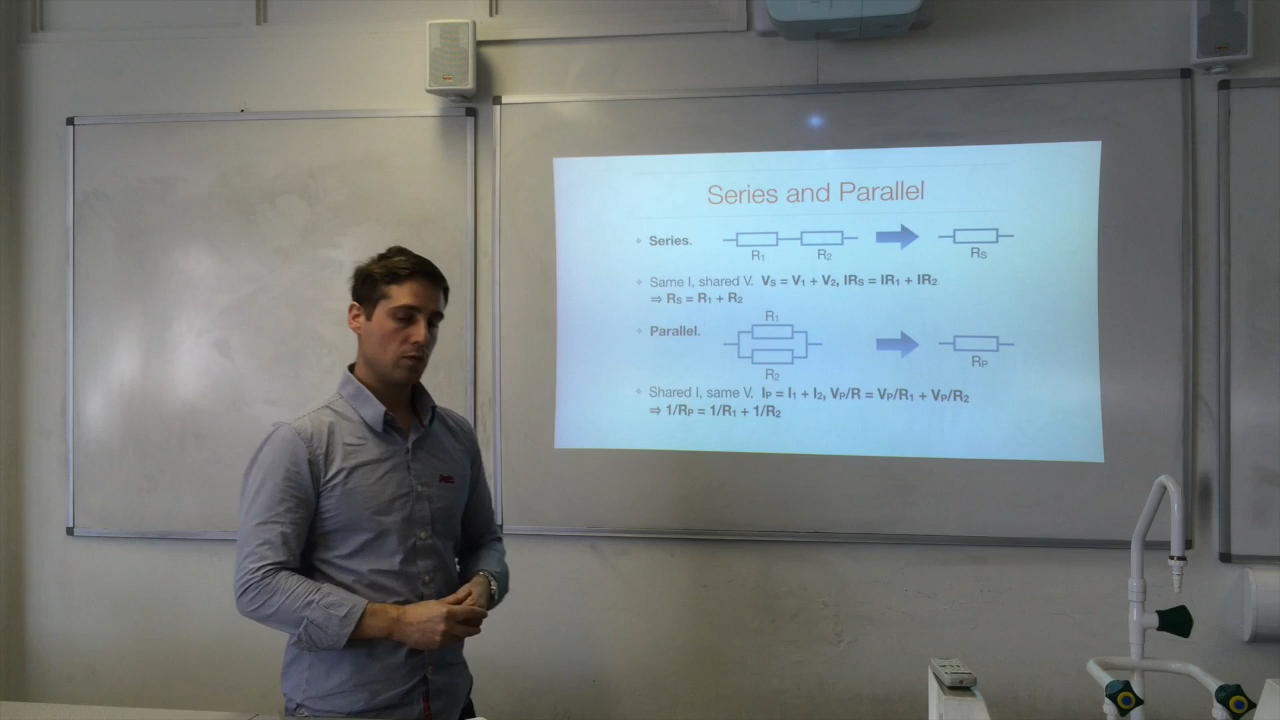 Series and Parallel
Series.
R1 R2 RS
Same I, shared V. VS = V1 + V2, IRS = IR1 + IR2
⇒ RS = R1 + R2
R1
Parallel.
R2 RP
Shared I, same V. IP = I1 + I2, VP/R = VP/R1 + VP/R2
⇒ 1/RP = 1/R1 + 1/R2